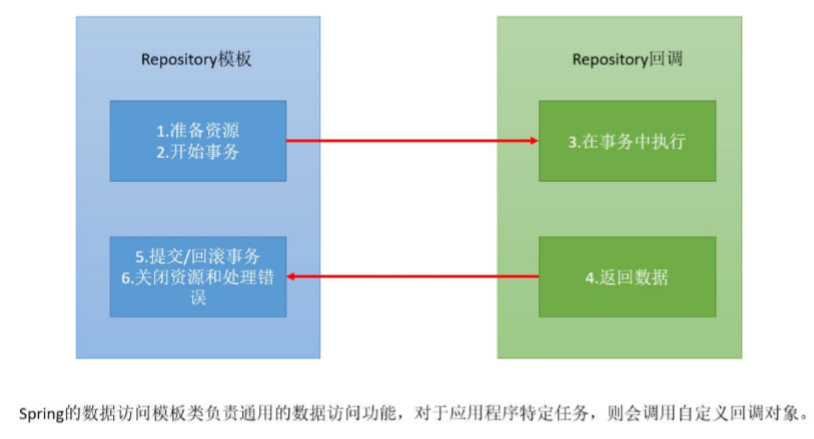 Repository模板
1.准备资源
2.开始事务
5.提交/回滚事务
6.关闭资源和处理错
误
Repository回调
3.在事务中执行
4.返回数据
Spring的数据访问模板类负责通用的数据访问功能，对于应用程序特定任务，则会调用自定义回调对象。